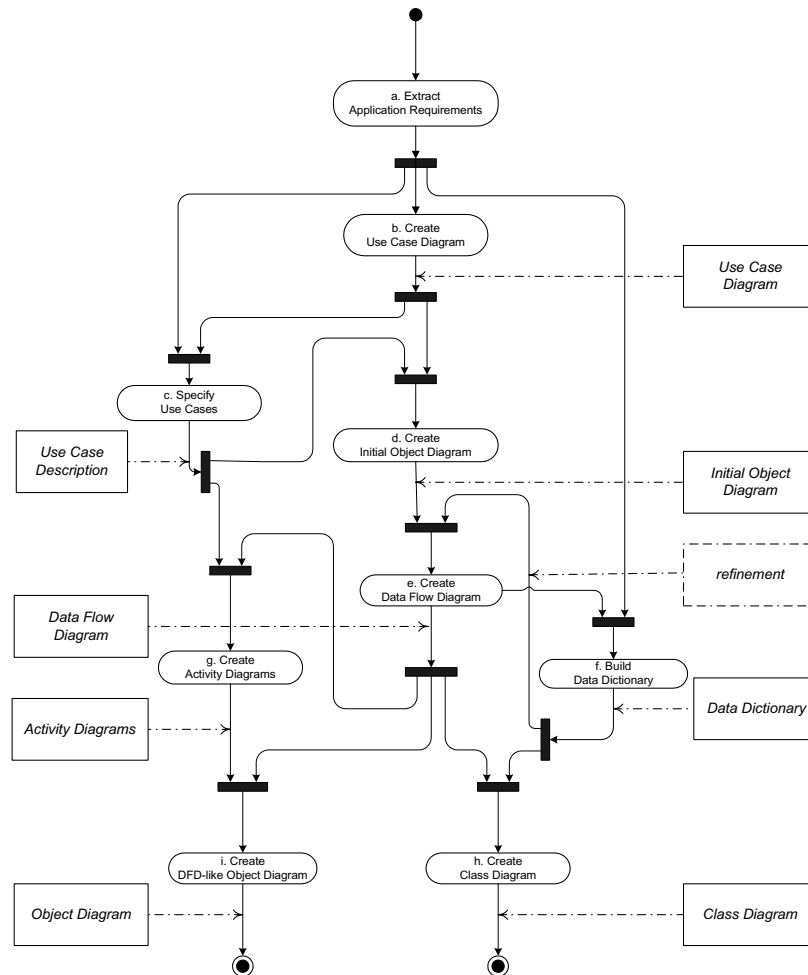 a. Extract
Application Requirements
b. Create
Use Case Diagram
Use Case
Diagram
c. Specify
Use Cases
d. Create
Initial Object Diagram
Use Case
Description
Initial Object
Diagram
refinement
e. Create
Data Flow Diagram
Data Flow
Diagram
g. Create
Activity Diagrams
f. Build
Data Dictionary
Activity Diagrams
Data Dictionary
i. Create
DFD-like Object Diagram
h. Create
Class Diagram
Object Diagram
Class Diagram